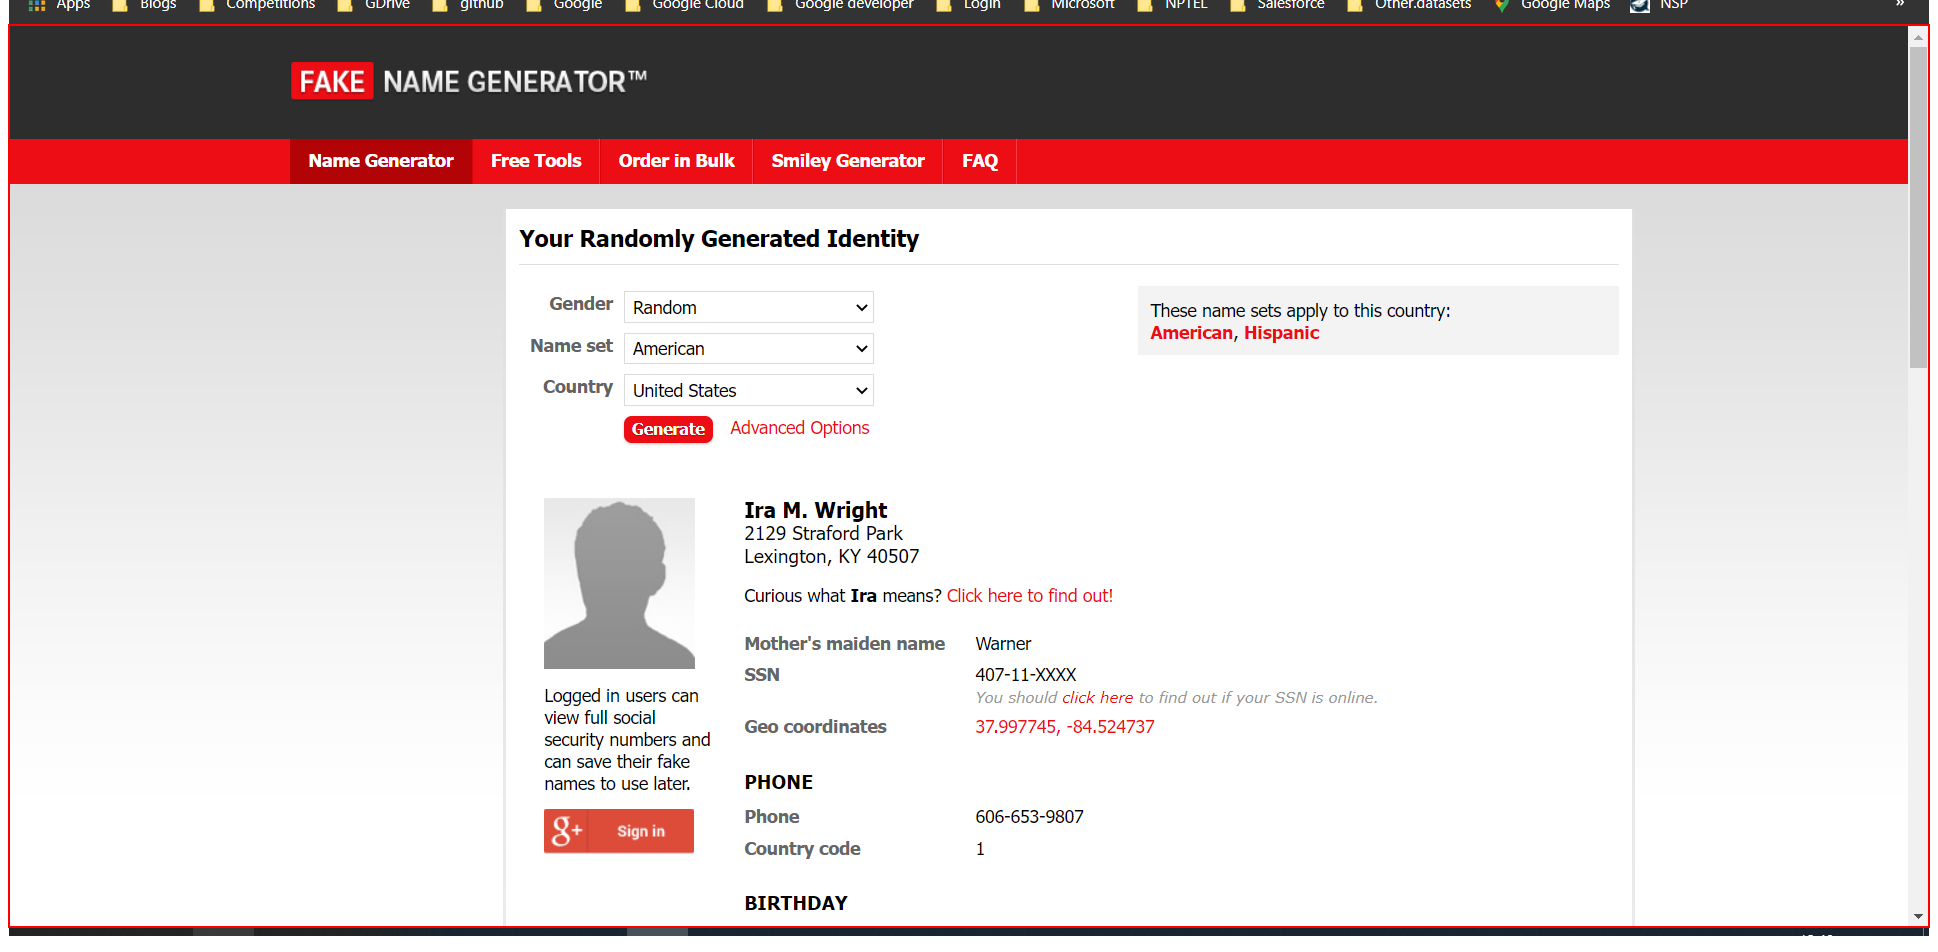 Apps Blogs Competitions GDrive github Google Google Cloud Google developer Login Microsoft NPTEL Salesforce Other.datasets Google Maps NSP »
FAKE NAME GENERATOR™
Name Generator Free Tools Order in Bulk Smiley Generator FAQ
Your Randomly Generated Identity
Gender Random
Name set American
Country United States
Generate Advanced Options
These name sets apply to this country:
American, Hispanic
Ira M. Wright
2129 Straford Park
Lexington, KY 40507
Curious what Ira means? Click here to find out!
Mother's maiden name Warner
SSN 407-11-XXXX
You should click here to find out if your SSN is online.
Geo coordinates 37.997745, -84.524737
Logged in users can
view full social
security numbers and
can save their fake
names to use later.
g+ Sign in
PHONE
Phone 606-653-9807
Country code 1
BIRTHDAY